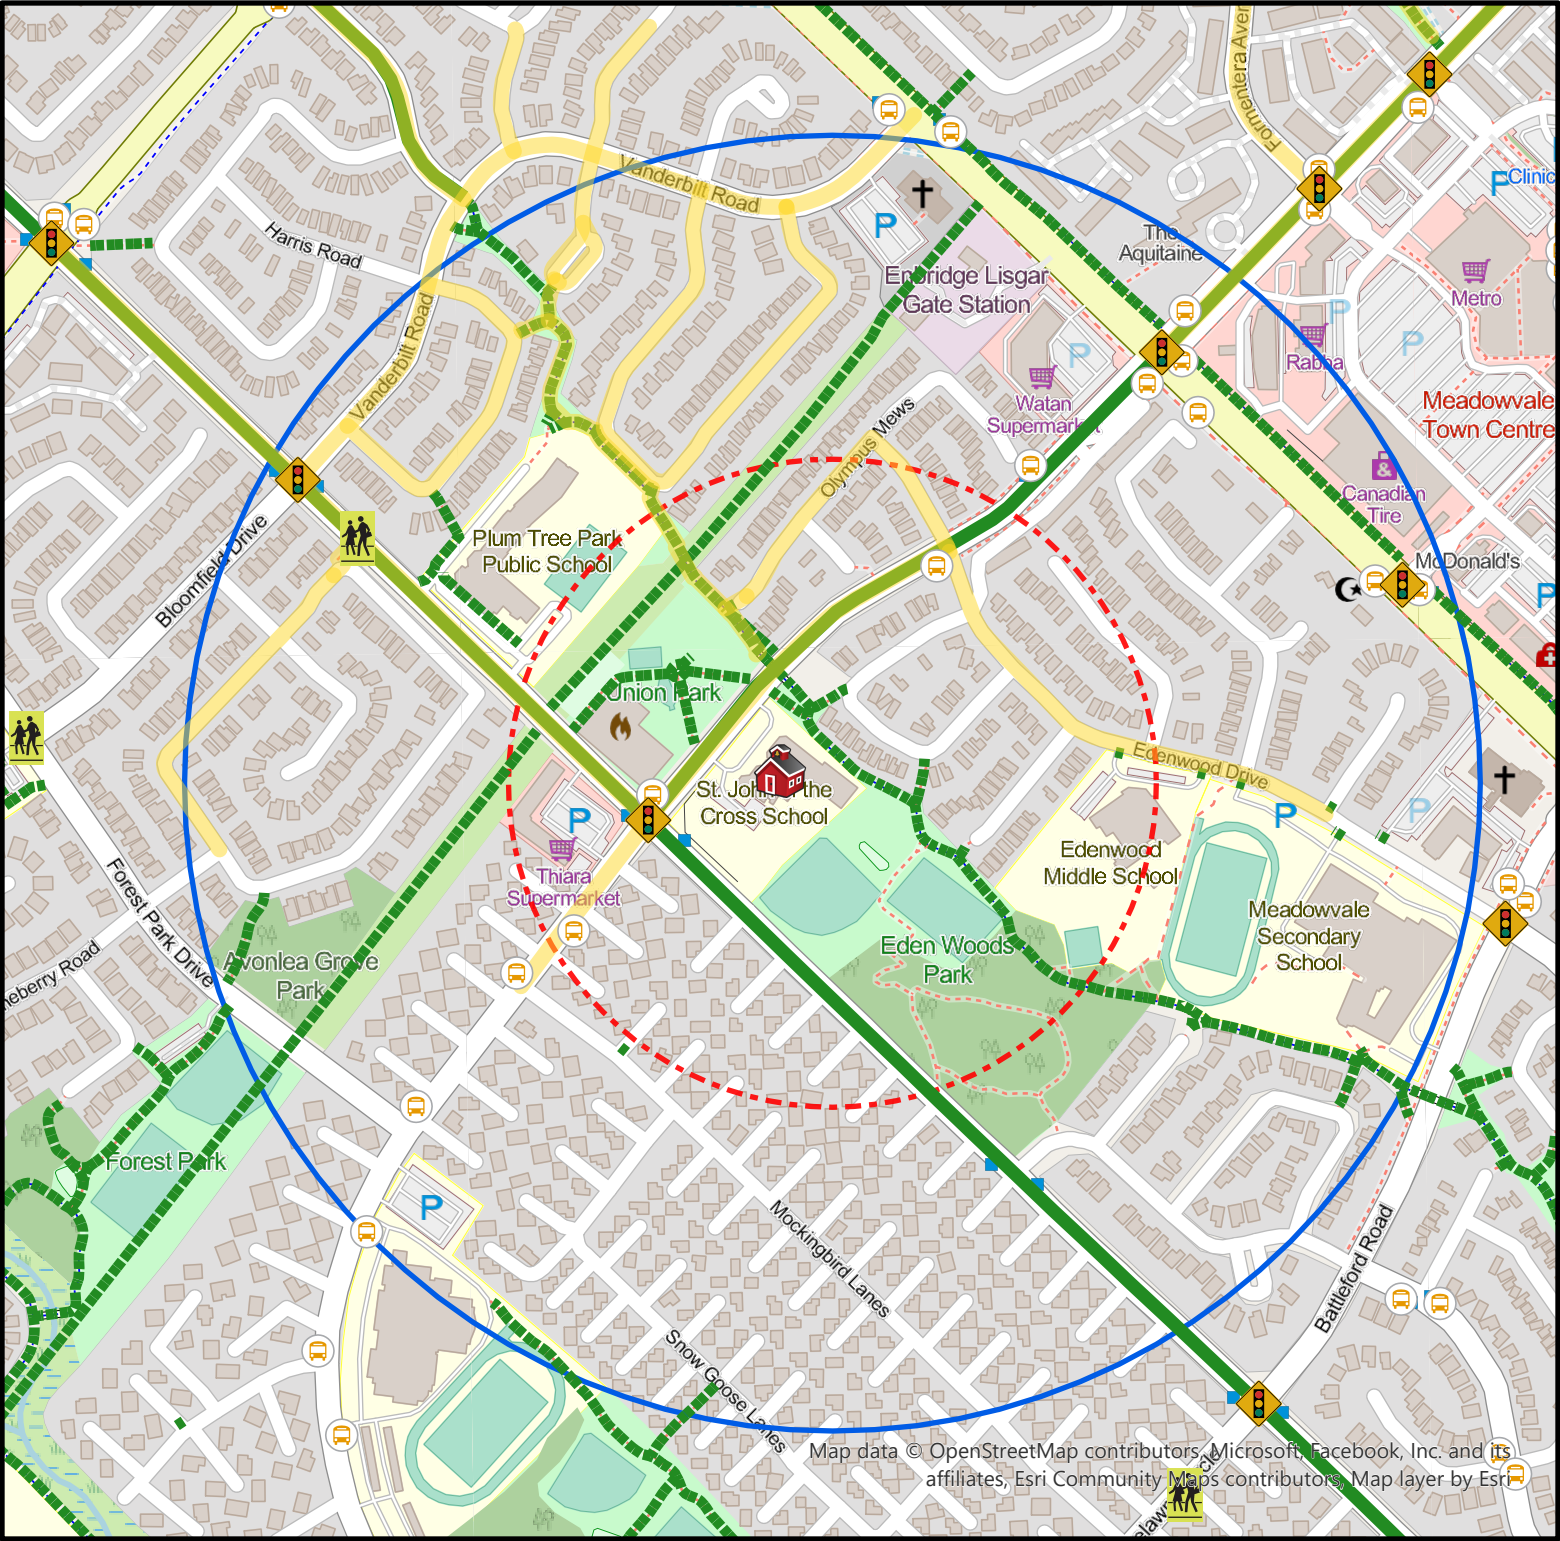 Formentera Aven
Vanderbilt Road
P
Clinic
P
Harris Road
The
Aquitaine
Enbridge Lisgar
Gate Station
Metro
P
P
P
Rabba
Vanderbilt Road
Watan
Supermarket
Meadowvale
Town Centre
Olympus Mews
Canadian
Tire
Plum Tree Park
Public School
McDonald's
Bloomfield Drive
P
Union Park
Edenwood Drive
St. John of the
Cross School
P
P
P
Thiara
Supermarket
Edenwood
Middle School
Forest Park Drive
Meadowvale
Secondary
School
Eden Woods
Park
Avonlea Grove
Park
neberry Road
Forest Park
P
Mockingbird Lanes
Battleford Road
Snow Goose Lanes
Map data © OpenStreetMap contributors, Microsoft, Facebook, Inc. and its
affiliates, Esri Community Maps contributors, Map layer by Esri